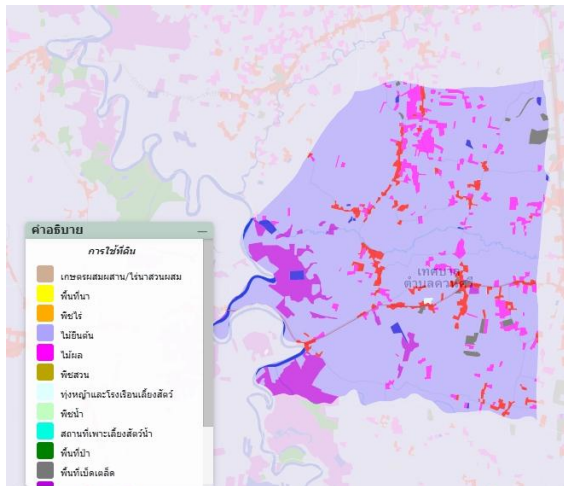 คำอธิบาย
การใช้ที่ดิน
เกษตรผสมผสาน/ไร่นาสวนผสม
พื้นที่นา
พืชไร่
ไม้ยืนต้น
ไม้ผล
พืชสวน
ทุ่งหญ้าและโรงเรือนเลี้ยงสัตว์
พืชน้ำ
สถานที่เพาะเลี้ยงสัตว์น้ำ
พื้นที่ป่า
พื้นที่เบ็ดเตล็ด
เทศบาล